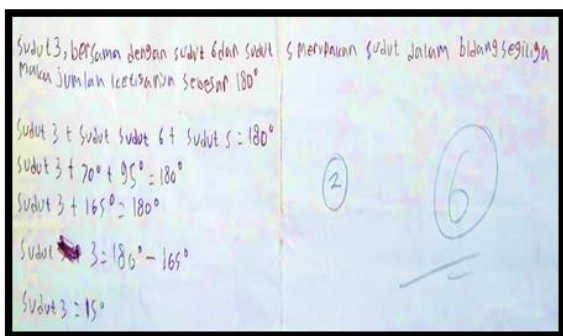 Sudut 3, bersama dengan sudut 6 dan sudut 5 merupakan sudut dalam bidang segitiga
maka jumlah ketiganya sebesar 180°
Sudut 3 + sudut sudut 6 + sudut 5 = 180°
Sudut 3 + 70° + 95° = 180°
Sudut 3 + 165° = 180°
Sudut 3 = 180° - 165°
Sudut 3 = 15°
2
6